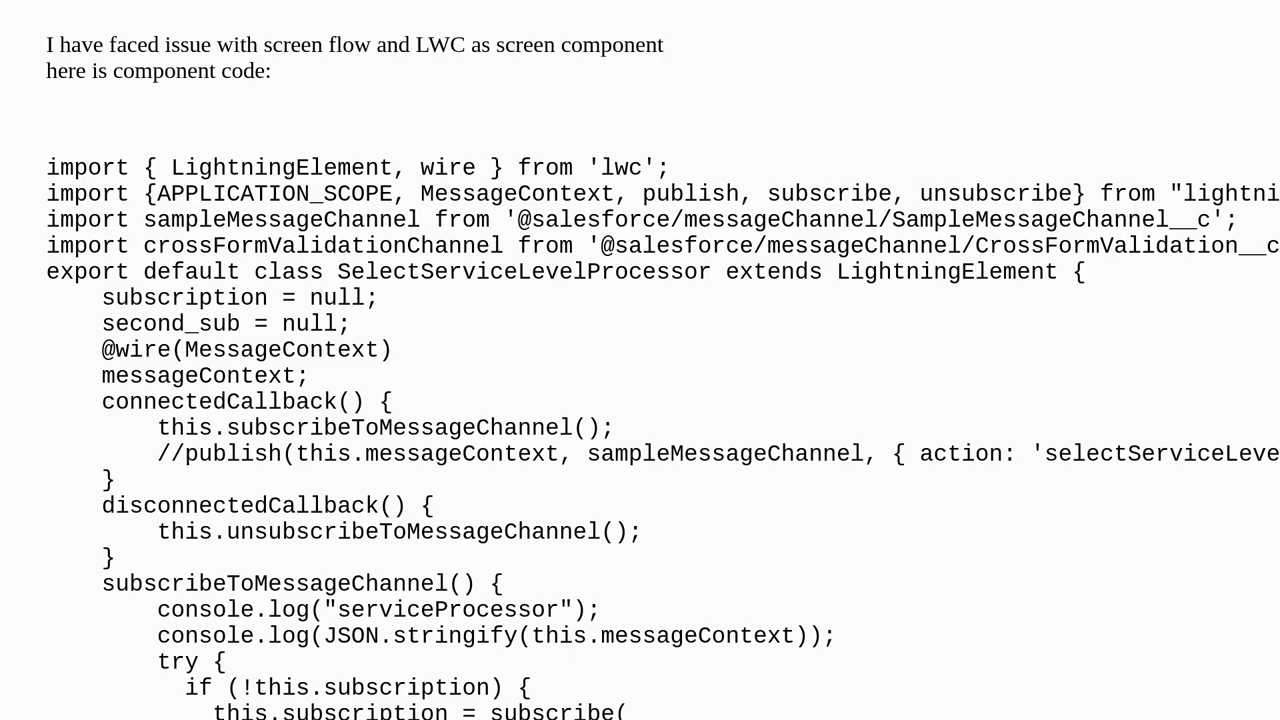 I have faced issue with screen flow and LWC as screen component
here is component code:
import { LightningElement, wire } from 'lwc';
import {APPLICATION_SCOPE, MessageContext, publish, subscribe, unsubscribe} from "lightni
import sampleMessageChannel from '@salesforce/messageChannel/SampleMessageChannel__c';
import crossFormValidationChannel from '@salesforce/messageChannel/CrossFormValidation__c
export default class SelectServiceLevelProcessor extends LightningElement {
    subscription = null;
    second_sub = null;
    @wire(MessageContext)
    messageContext;
    connectedCallback() {
        this.subscribeToMessageChannel();
        //publish(this.messageContext, sampleMessageChannel, { action: 'selectServiceLeve
    }
    disconnectedCallback() {
        this.unsubscribeToMessageChannel();
    }
    subscribeToMessageChannel() {
        console.log("serviceProcessor");
        console.log(JSON.stringify(this.messageContext));
        try {
          if (!this.subscription) {
            this.subscription = subscribe(